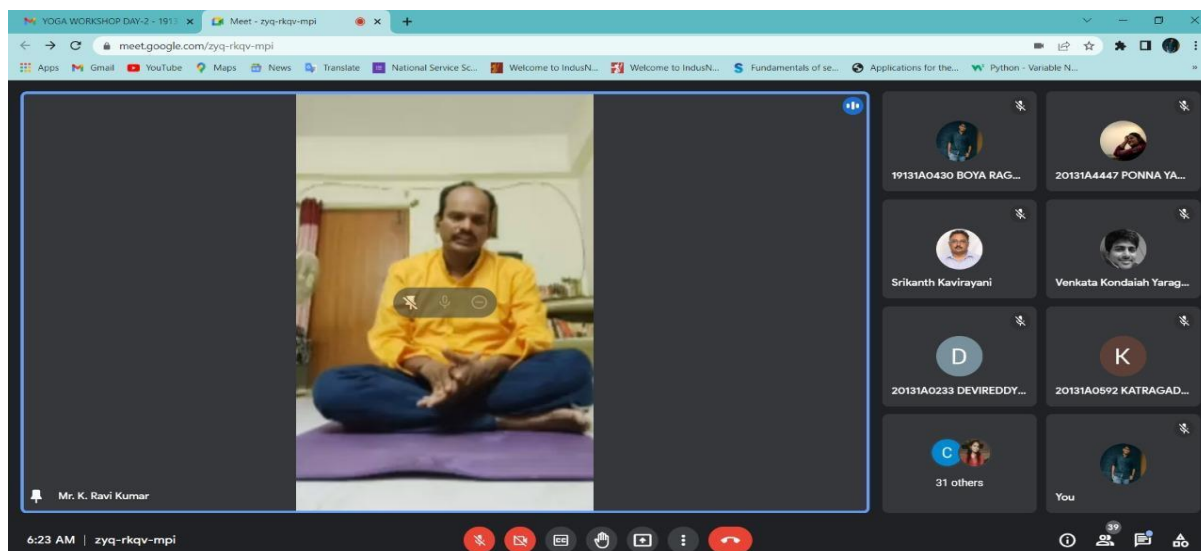 YOGA WORKSHOP DAY-2 - 1913
Meet - zyq-rkqv-mpi
meet.google.com/zyq-rkqv-mpi
Apps
Gmail
YouTube
Maps
News
Translate
National Service Sc...
Welcome to IndusN...
Welcome to IndusN...
Fundamentals of se...
Applications for the...
Python - Variable N...
»
19131A0430 BOYA RAG...
20131A4447 PONNA YA...
Srikanth Kavirayani
Venkata Kondaiah Yarag...
D
20131A0233 DEVIREDDY...
K
20131A0592 KATRAGAD...
C
31 others
You
Mr. K. Ravi Kumar
6:23 AM | zyq-rkqv-mpi
CC
39